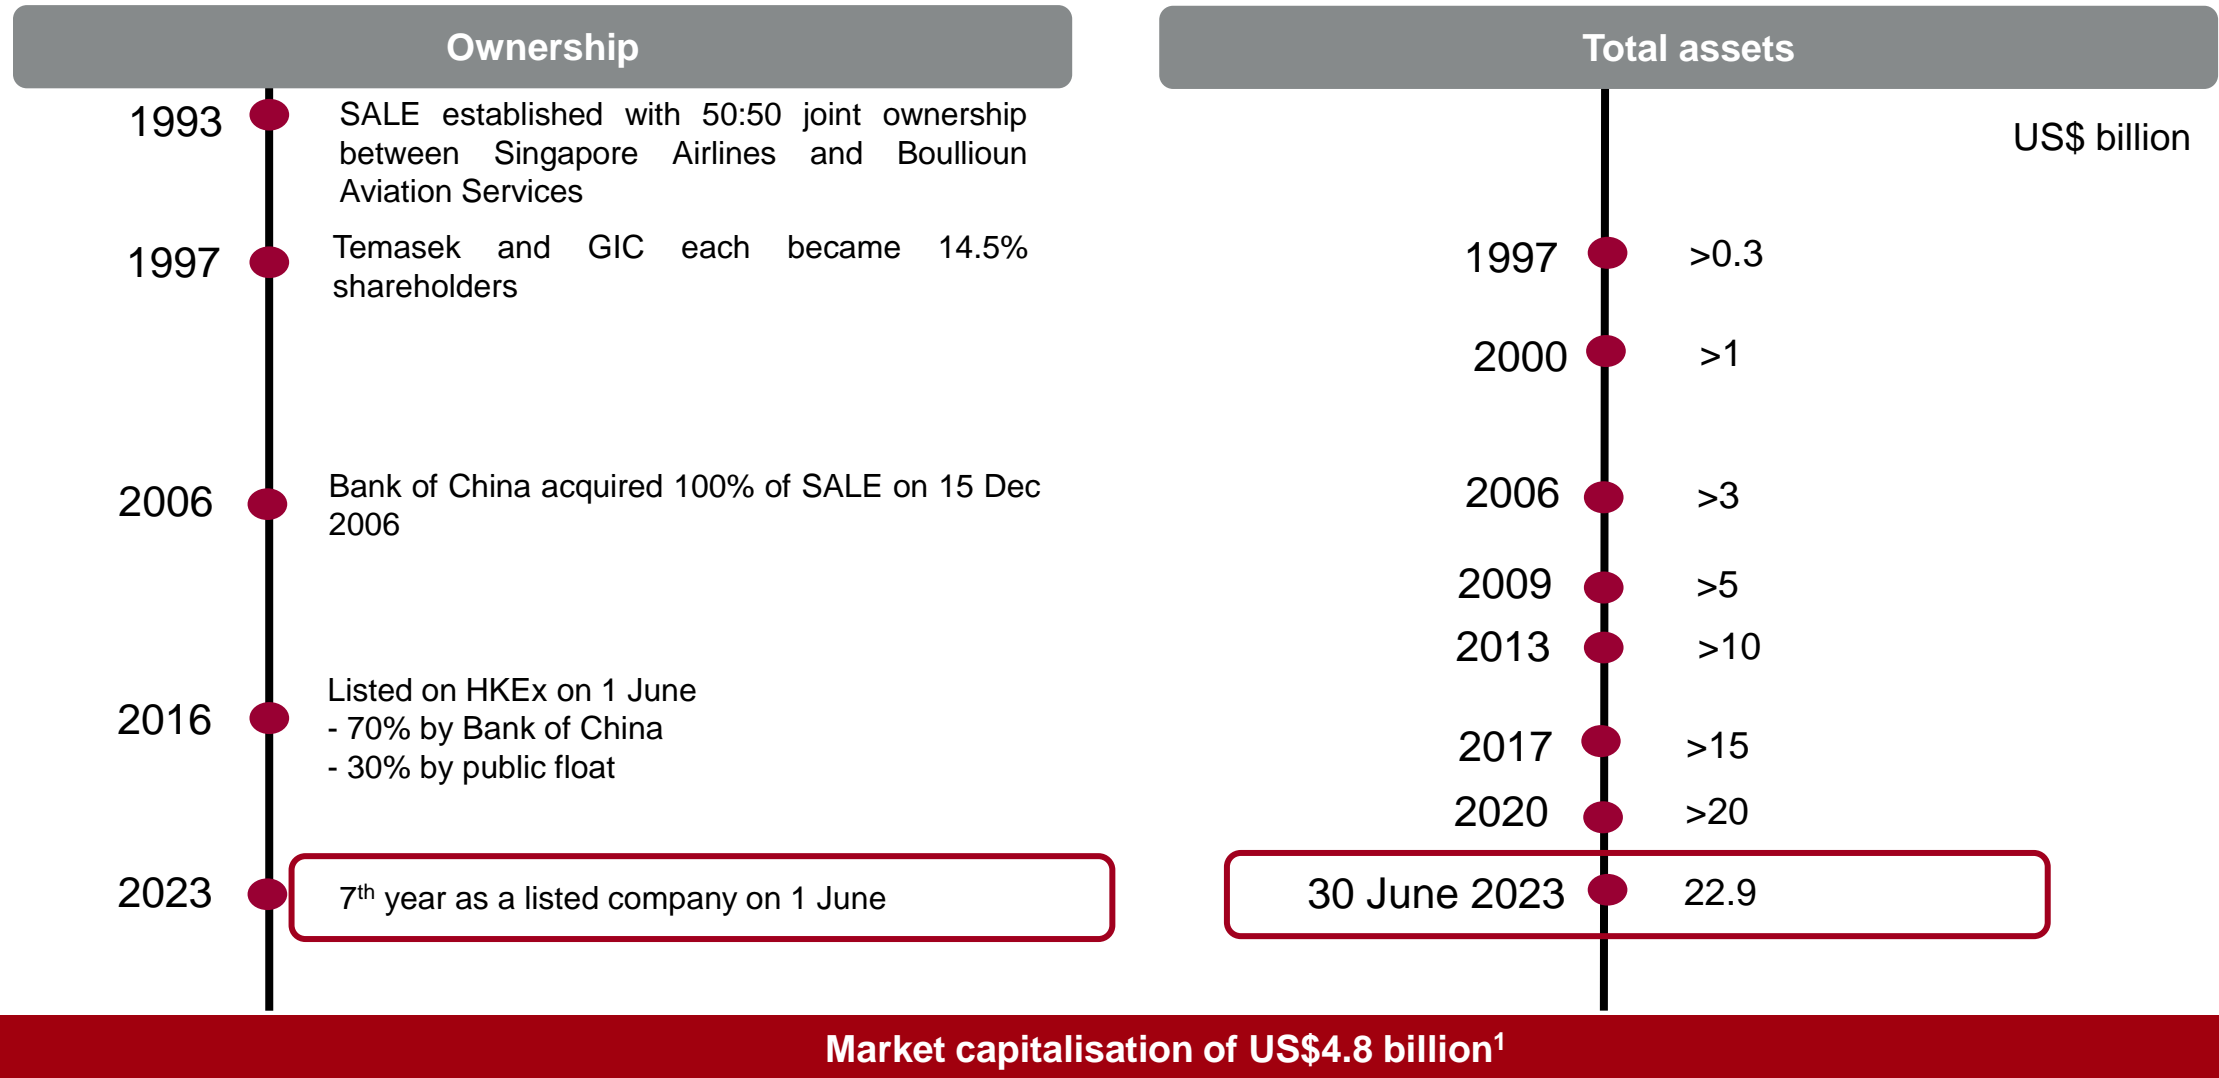 Ownership
1993
SALE established with 50:50 joint ownership
between Singapore Airlines and Boullioun
Aviation Services
1997
Temasek and GIC each became 14.5%
shareholders
2006
Bank of China acquired 100% of SALE on 15 Dec
2006
2016
Listed on HKEx on 1 June
- 70% by Bank of China
- 30% by public float
2023
7th year as a listed company on 1 June
Total assets
US$ billion
1997 >0.3
2000 >1
2006 >3
2009 >5
2013 >10
2017 >15
2020 >20
30 June 2023 22.9
Market capitalisation of US$4.8 billion1